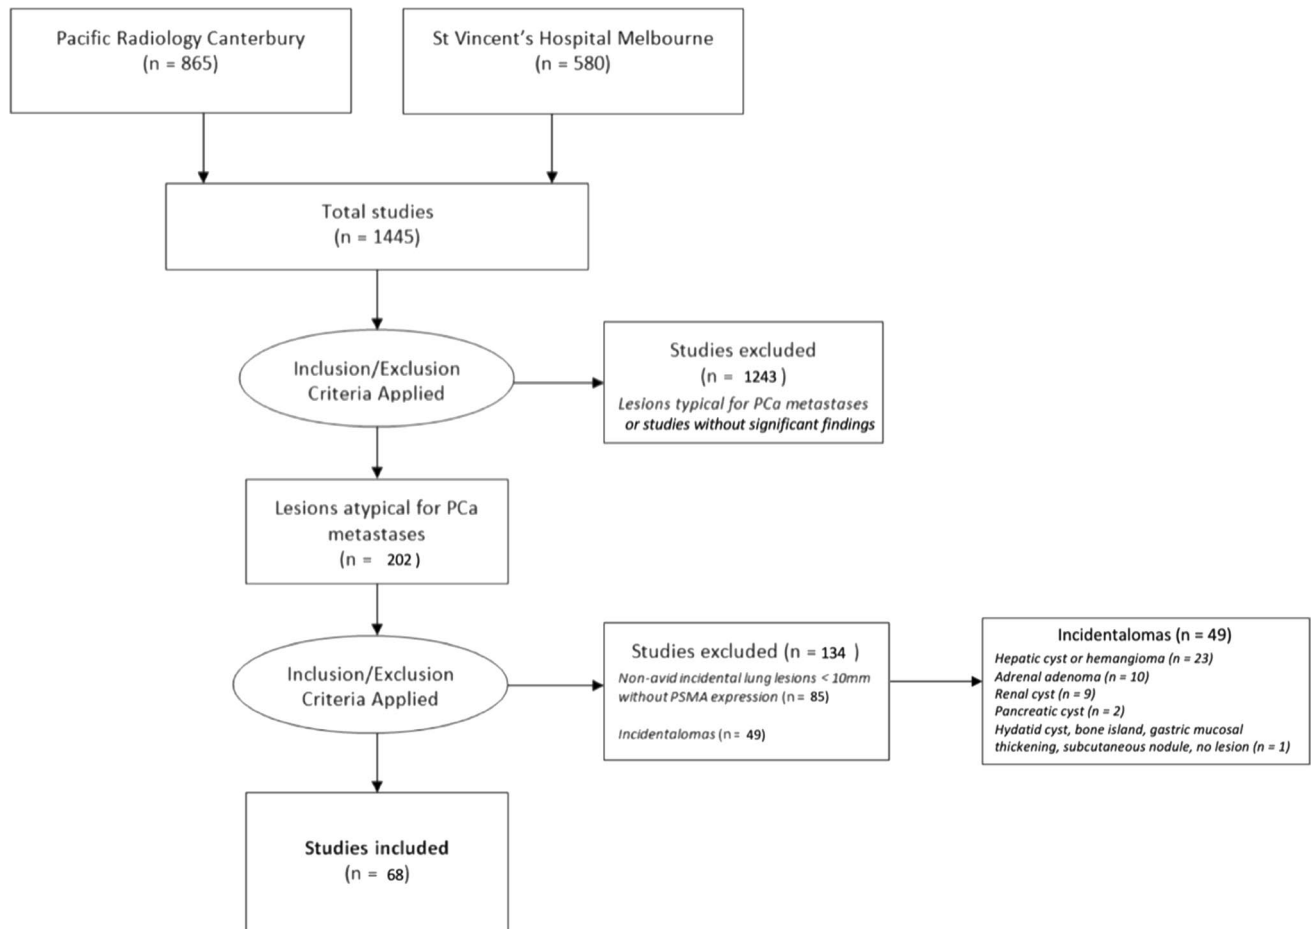 Pacific Radiology Canterbury
(n = 865)
St Vincent's Hospital Melbourne
(n = 580)
Total studies
(n = 1445)
Inclusion/Exclusion
Criteria Applied
Studies excluded
(n = 1243 )
Lesions typical for PCa metastases
or studies without significant findings
Lesions atypical for PCa
metastases
(n = 202 )
Inclusion/Exclusion
Criteria Applied
Studies excluded (n = 134 )
Non-avid incidental lung lesions < 10mm
without PSMA expression (n = 85)
Incidentalomas (n = 49)
Incidentalomas (n = 49)
Hepatic cyst or hemangioma (n = 23)
Adrenal adenoma (n = 10)
Renal cyst (n = 9)
Pancreatic cyst (n = 2)
Hydatid cyst, bone island, gastric mucosal
thickening, subcutaneous nodule, no lesion (n = 1)
Studies included
(n = 68)